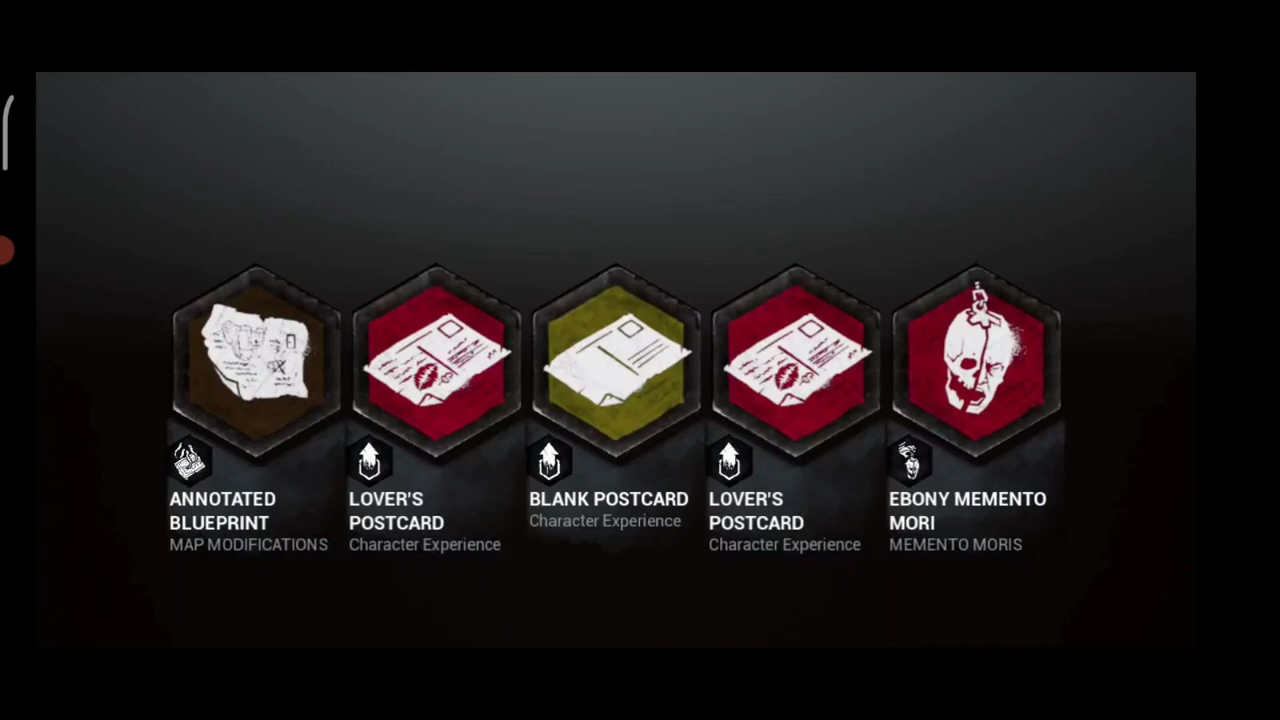 ANNOTATED
BLUEPRINT
MAP MODIFICATIONS
LOVER'S
POSTCARD
Character Experience
BLANK POSTCARD
Character Experience
LOVER'S
POSTCARD
Character Experience
EBONY MEMENTO
MORI
MEMENTO MORIS